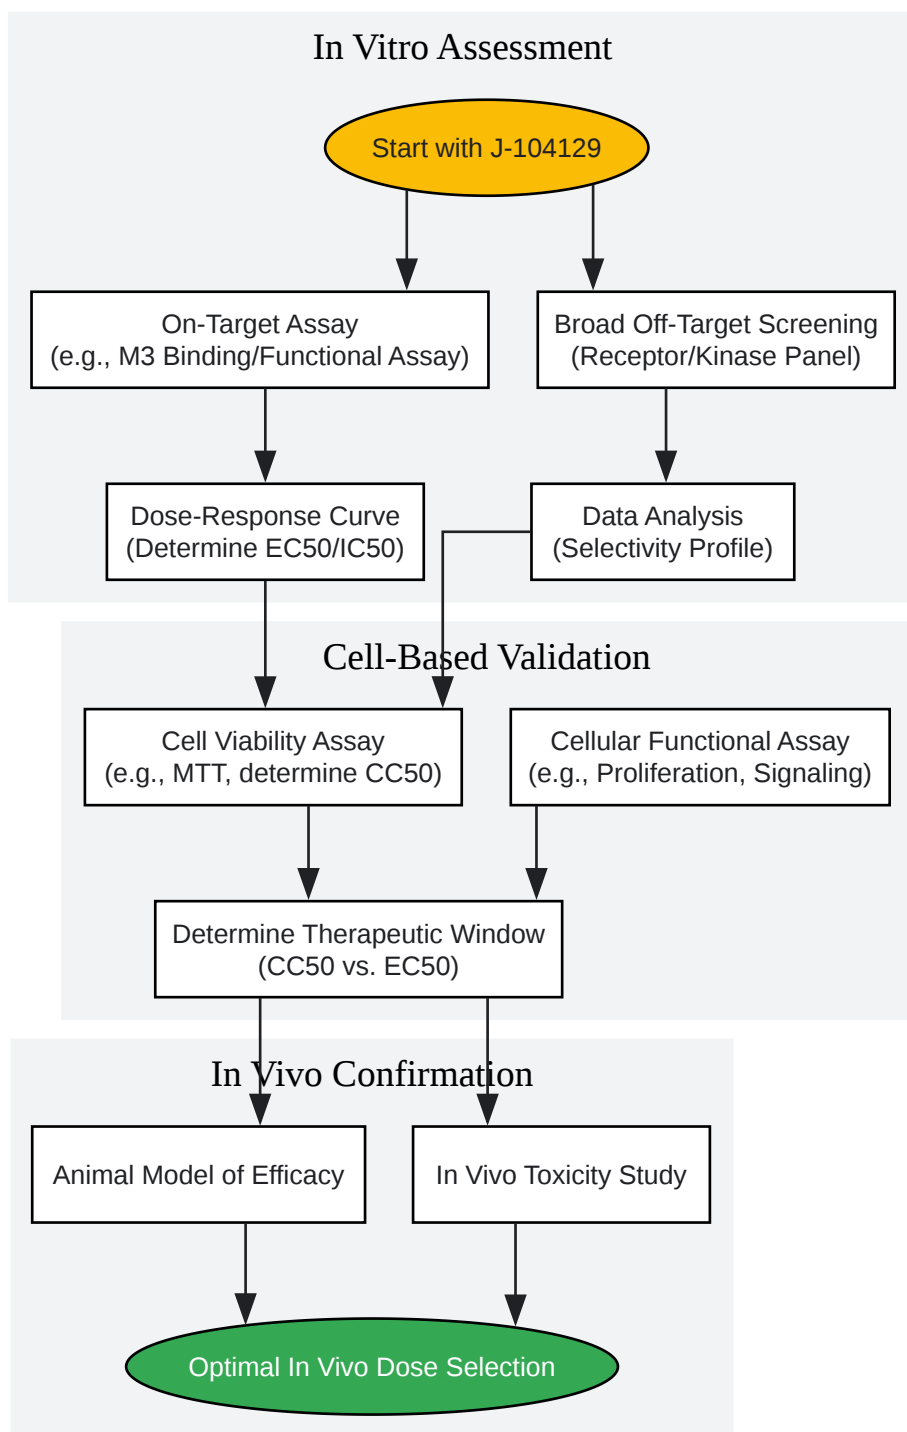 In Vitro Assessment
Start with J-104129
On-Target Assay
(e.g., M3 Binding/Functional Assay)
Broad Off-Target Screening
(Receptor/Kinase Panel)
Dose-Response Curve
(Determine EC50/IC50)
Data Analysis
(Selectivity Profile)
Cell-Based Validation
Cell Viability Assay
(e.g., MTT, determine CC50)
Cellular Functional Assay
(e.g., Proliferation, Signaling)
Determine Therapeutic Window
(CC50 vs. EC50)
In Vivo Confirmation
Animal Model of Efficacy
In Vivo Toxicity Study
Optimal In Vivo Dose Selection